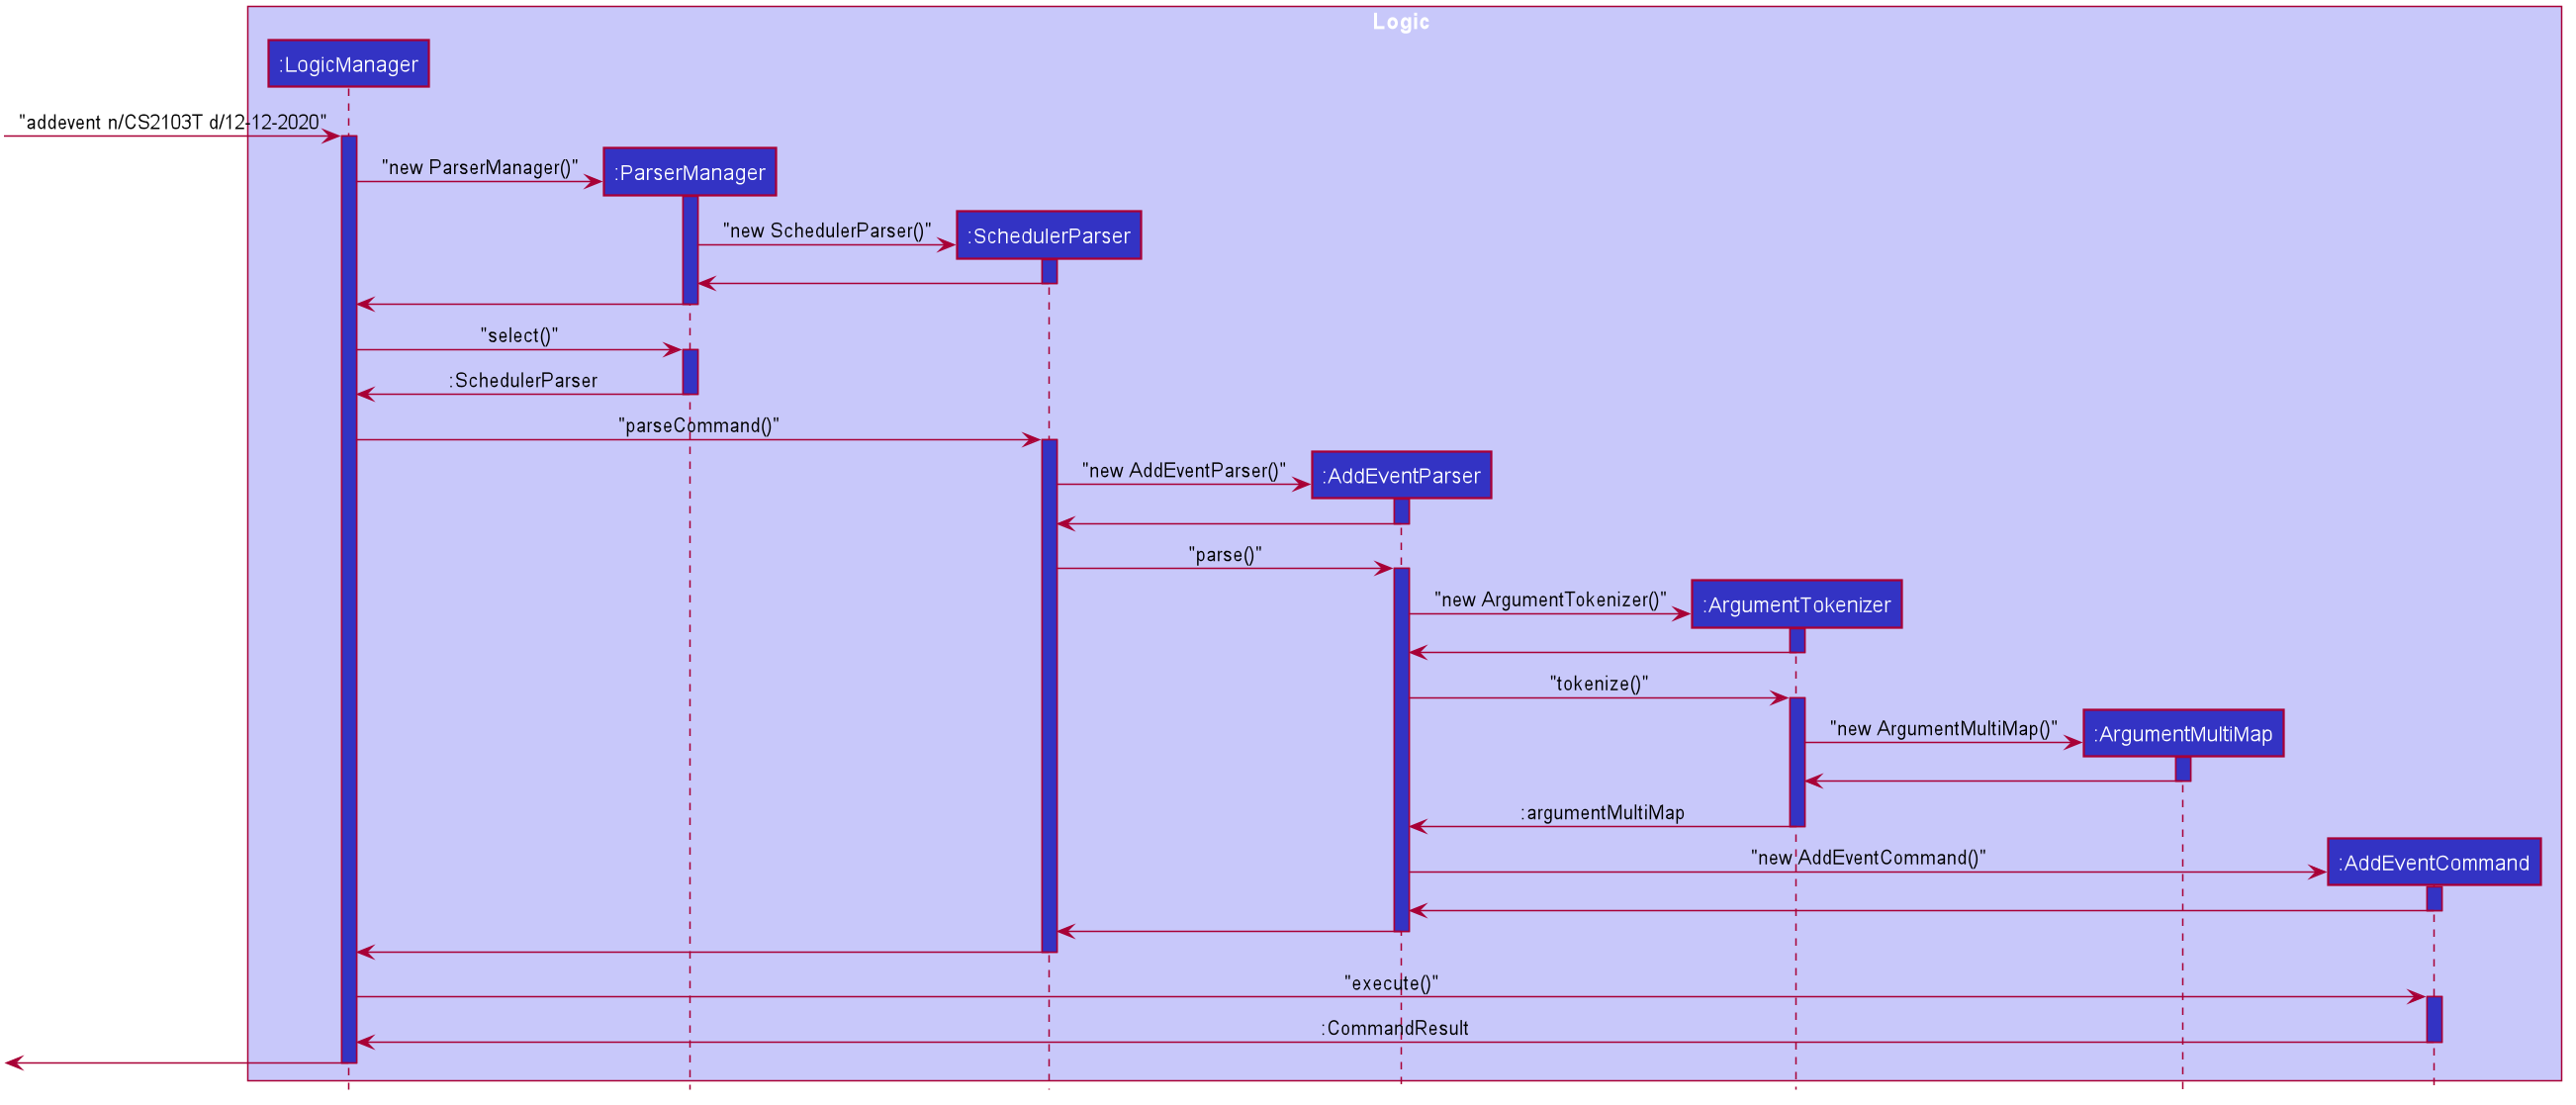 Logic
:LogicManager
"addevent n/CS2103T d/12-12-2020"
"new ParserManager()"
:ParserManager
"new SchedulerParser()"
:SchedulerParser
"select()"
:SchedulerParser
"parseCommand()"
"new AddEventParser()"
:AddEventParser
"parse()"
"new ArgumentTokenizer()"
:ArgumentTokenizer
"tokenize()"
"new ArgumentMultiMap()"
:ArgumentMultiMap
:argumentMultiMap
"new AddEventCommand()"
:AddEventCommand
"execute()"
:CommandResult